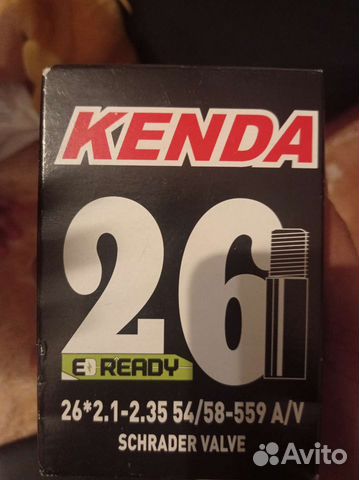 KENDA
26
E READY
26*2.1-2.35 54/58-559 A/V
SCHRADER VALVE
Avito